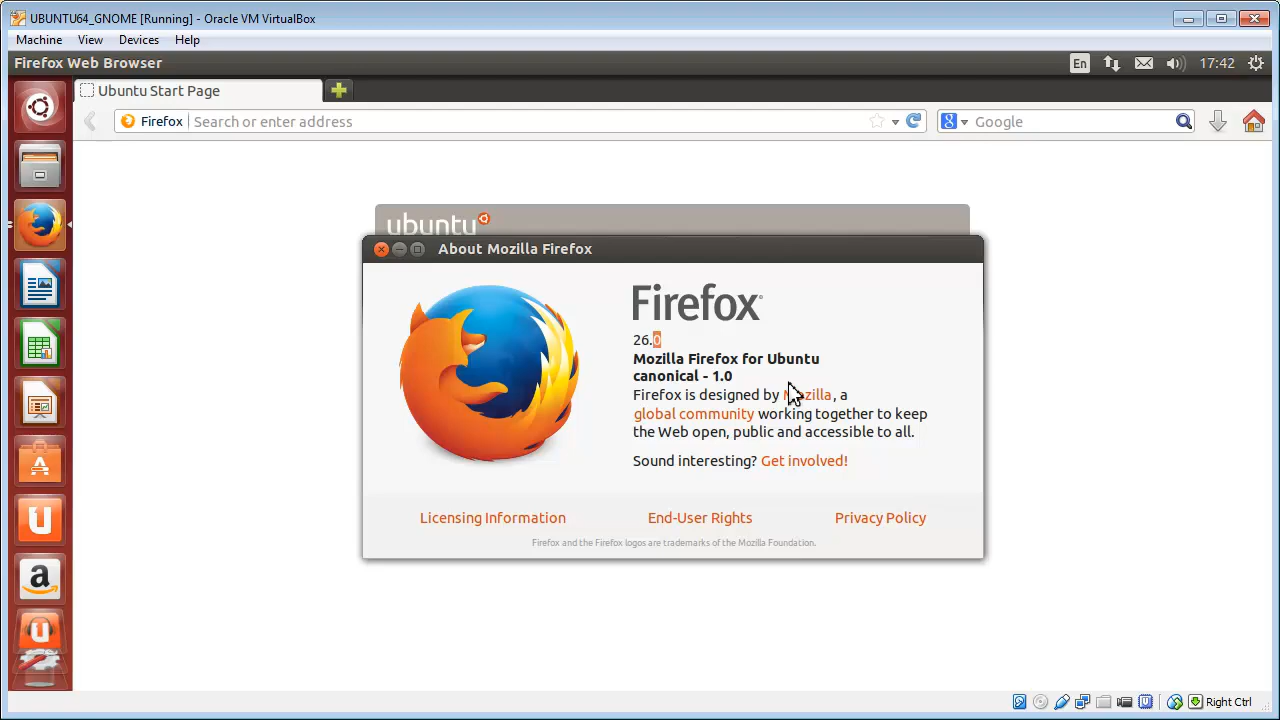 UBUNTU64_GNOME [Running] - Oracle VM VirtualBox
Machine View Devices Help
Firefox Web Browser En 17:42
Ubuntu Start Page
Firefox Search or enter address Google
ubuntu
About Mozilla Firefox
Firefox
26.0
Mozilla Firefox for Ubuntu
canonical - 1.0
Firefox is designed by Mozilla, a
global community working together to keep
the Web open, public and accessible to all.
Sound interesting? Get involved!
Licensing Information End-User Rights Privacy Policy
Firefox and the Firefox logos are trademarks of the Mozilla Foundation.
Right Ctrl